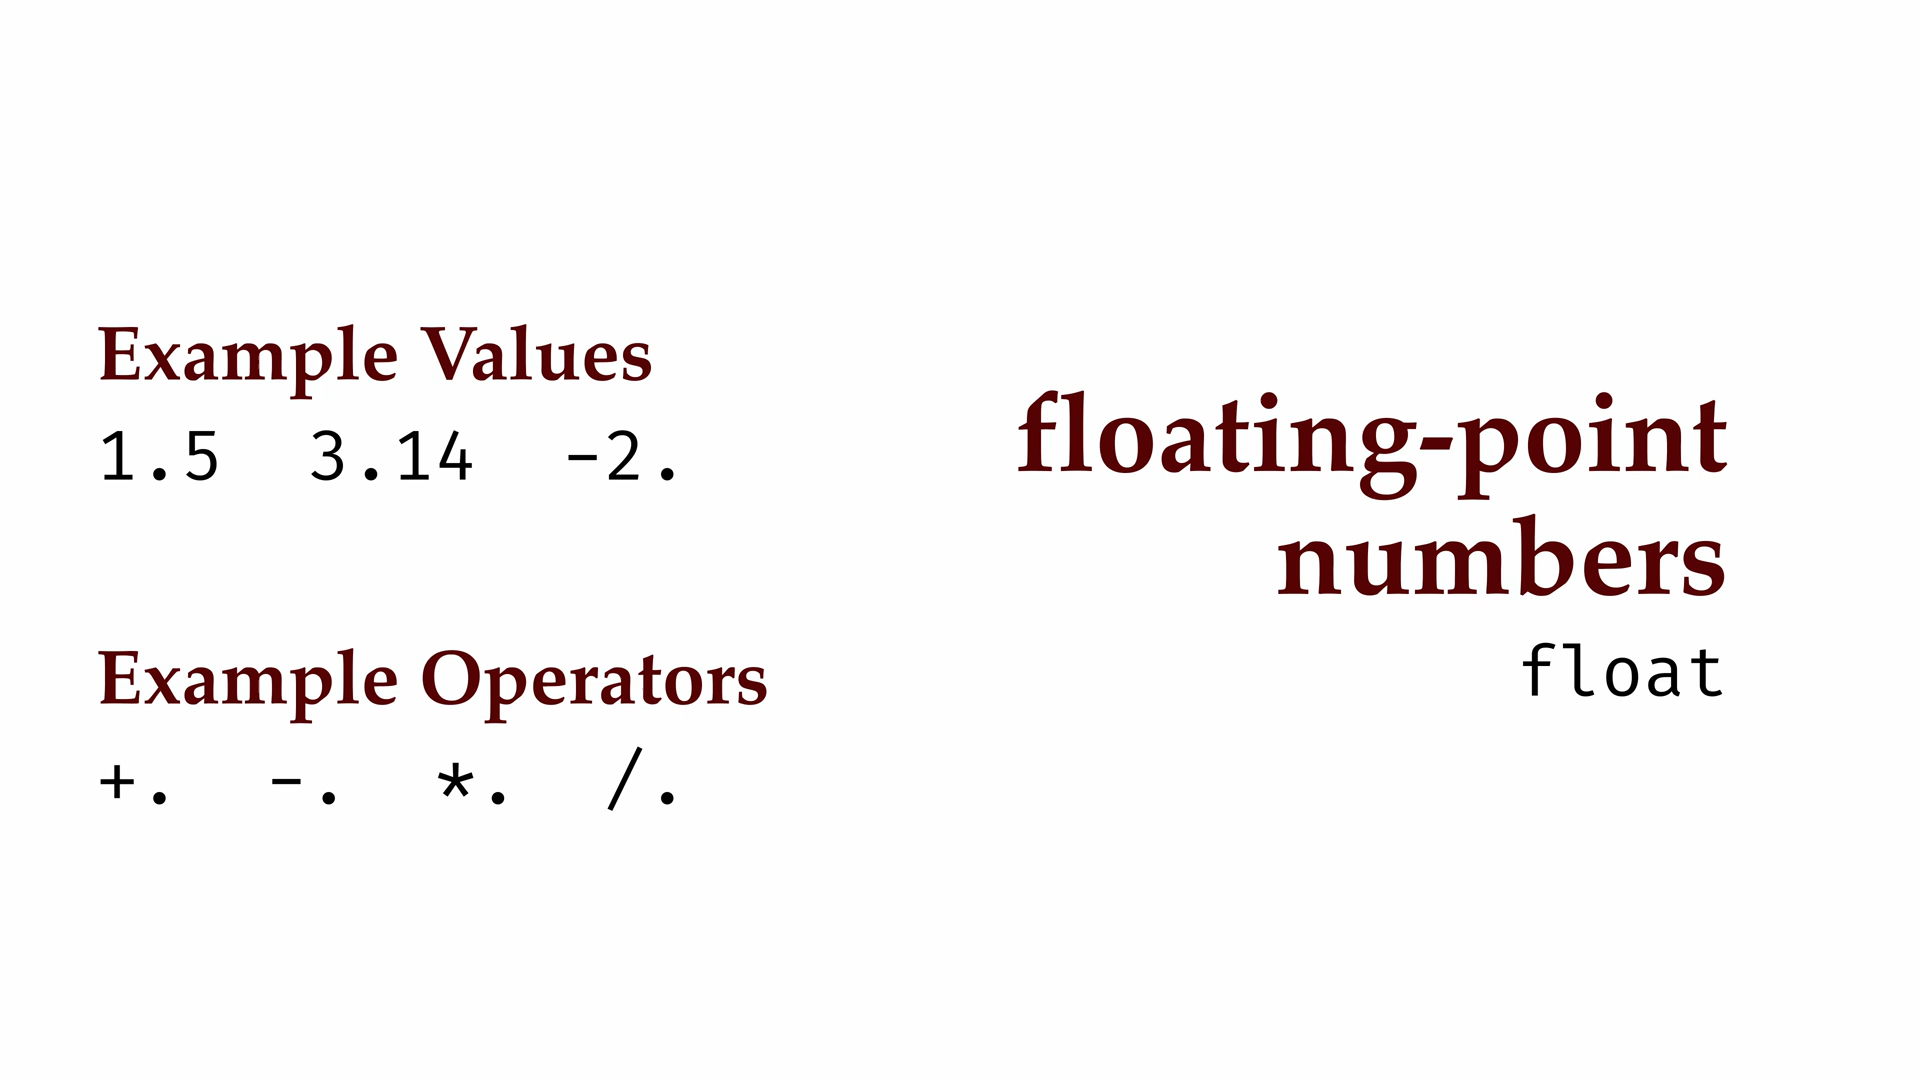 Example Values
1.5 3.14 -2.
Example Operators
+. -. *. /.
floating-point
numbers
float